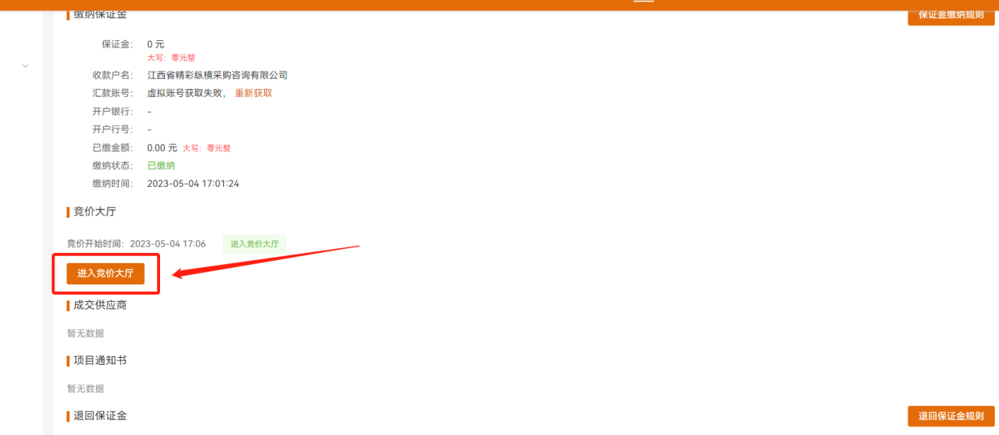 缴纳保证金
保证金缴纳规则
保证金： 0 元
大写：零元整
收款户名： 江西省精彩纵横采购咨询有限公司
汇款账号： 虚拟账号获取失败， 重新获取
开户银行： -
开户行号： -
已缴金额： 0.00 元 大写：零元整
缴纳状态： 已缴纳
缴纳时间： 2023-05-04 17:01:24
竞价大厅
竞价开始时间：2023-05-04 17:06 进入竞价大厅
进入竞价大厅
成交供应商
暂无数据
项目通知书
暂无数据
退回保证金
退回保证金规则